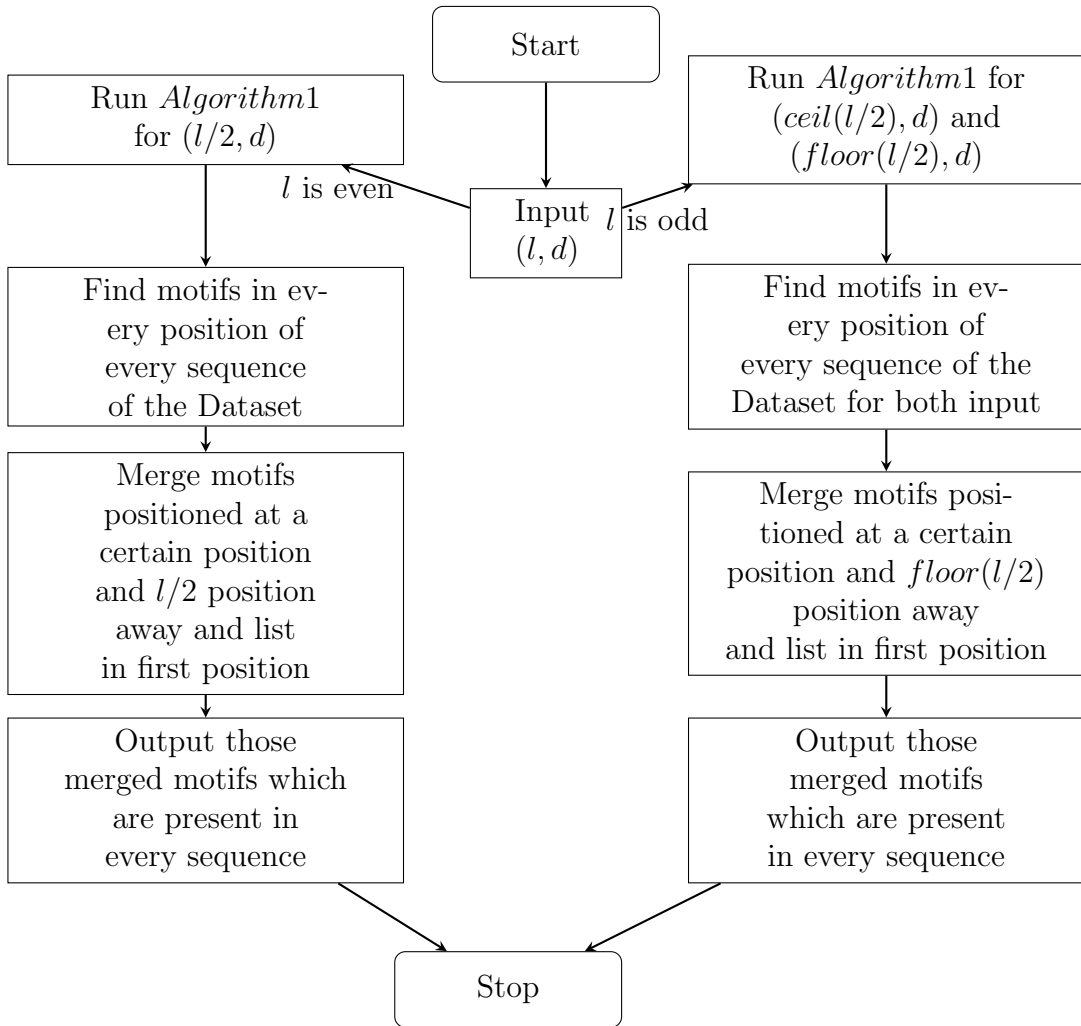 Start
Input
(l, d)
l is even
l is odd
Run Algorithm1
for (l/2, d)
Find motifs in ev-
ery position of
every sequence
of the Dataset
Merge motifs
positioned at a
certain position
and l/2 position
away and list
in first position
Output those
merged motifs which
are present in
every sequence
Run Algorithm1 for
(ceil(l/2), d) and
(floor(l/2), d)
Find motifs in ev-
ery position of
every sequence of the
Dataset for both input
Merge motifs posi-
tioned at a certain
position and floor(l/2)
position away
and list in first position
Output those
merged motifs
which are present
in every sequence
Stop